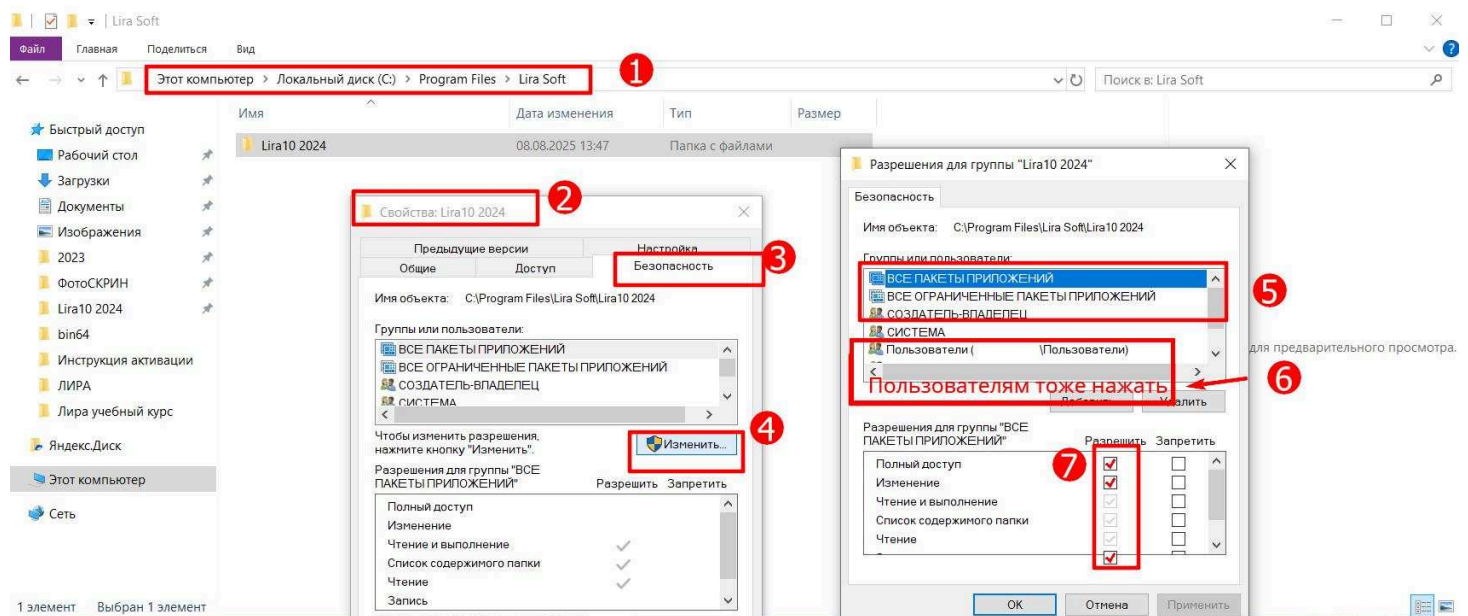 Lira Soft
Файл Главная Поделиться Вид
Этот компьютер > Локальный диск (C:) > Program Files > Lira Soft
1
Поиск в: Lira Soft
Имя Дата изменения Тип Размер
Lira10 2024 08.08.2025 13:47 Папка с файлами
Быстрый доступ
Рабочий стол
Загрузки
Документы
Изображения
2023
ФотоСКРИН
Lira10 2024
bin64
Инструкция активации
ЛИРА
Лира учебный курс
Яндекс.Диск
Этот компьютер
Сеть
1 элемент Выбран 1 элемент
2
Свойства: Lira10 2024
Предыдущие версии Настройка
Общие Доступ Безопасность
3
Имя объекта: C:\Program Files\Lira Soft\Lira10 2024
Группы или пользователи:
ВСЕ ПАКЕТЫ ПРИЛОЖЕНИЙ
ВСЕ ОГРАНИЧЕННЫЕ ПАКЕТЫ ПРИЛОЖЕНИЙ
СОЗДАТЕЛЬ-ВЛАДЕЛЕЦ
СИСТЕМА
Чтобы изменить разрешения,
нажмите кнопку "Изменить".
Изменить...
4
Разрешения для группы "ВСЕ
ПАКЕТЫ ПРИЛОЖЕНИЙ" Разрешить Запретить
Полный доступ
Изменение
Чтение и выполнение
Список содержимого папки
Чтение
Запись
Разрешения для группы "Lira10 2024"
Безопасность
Имя объекта: C:\Program Files\Lira Soft\Lira10 2024
Группы или пользователи:
ВСЕ ПАКЕТЫ ПРИЛОЖЕНИЙ
ВСЕ ОГРАНИЧЕННЫЕ ПАКЕТЫ ПРИЛОЖЕНИЙ
СОЗДАТЕЛЬ-ВЛАДЕЛЕЦ
5
СИСТЕМА
Пользователи ( \Пользователи)
Пользователям тоже нажать
6
Удалить
Разрешения для группы "ВСЕ
ПАКЕТЫ ПРИЛОЖЕНИЙ" Разрешить Запретить
7
Полный доступ
Изменение
Чтение и выполнение
Список содержимого папки
Чтение
ОК Отмена Применить
для предварительного просмотра.